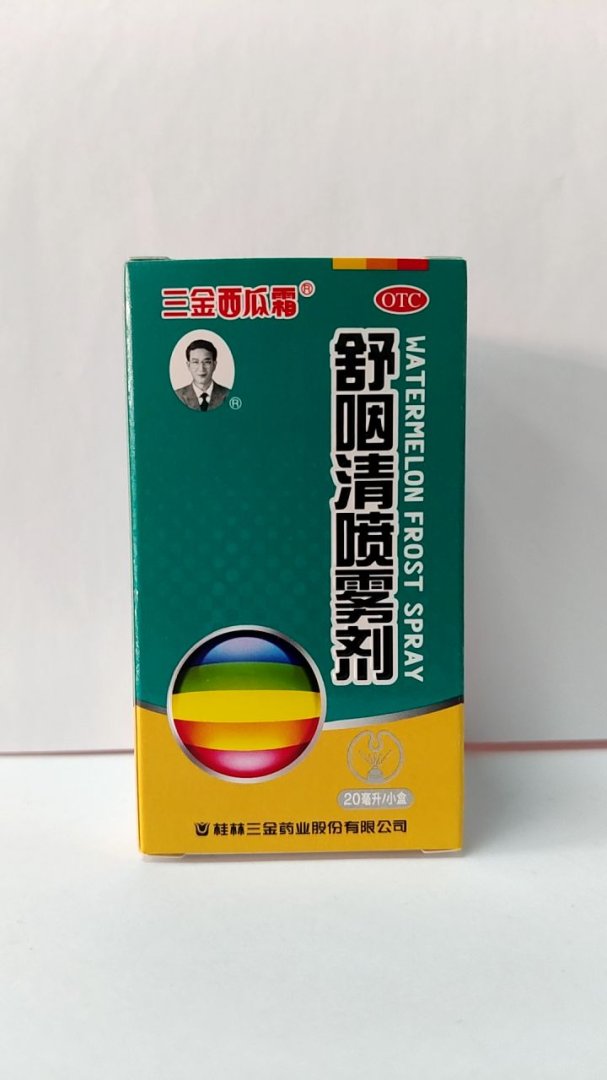 三金西瓜霜®
OTC
®
舒咽清喷雾剂
WATERMELON FROST SPRAY
20毫升/小盒
桂林三金药业股份有限公司